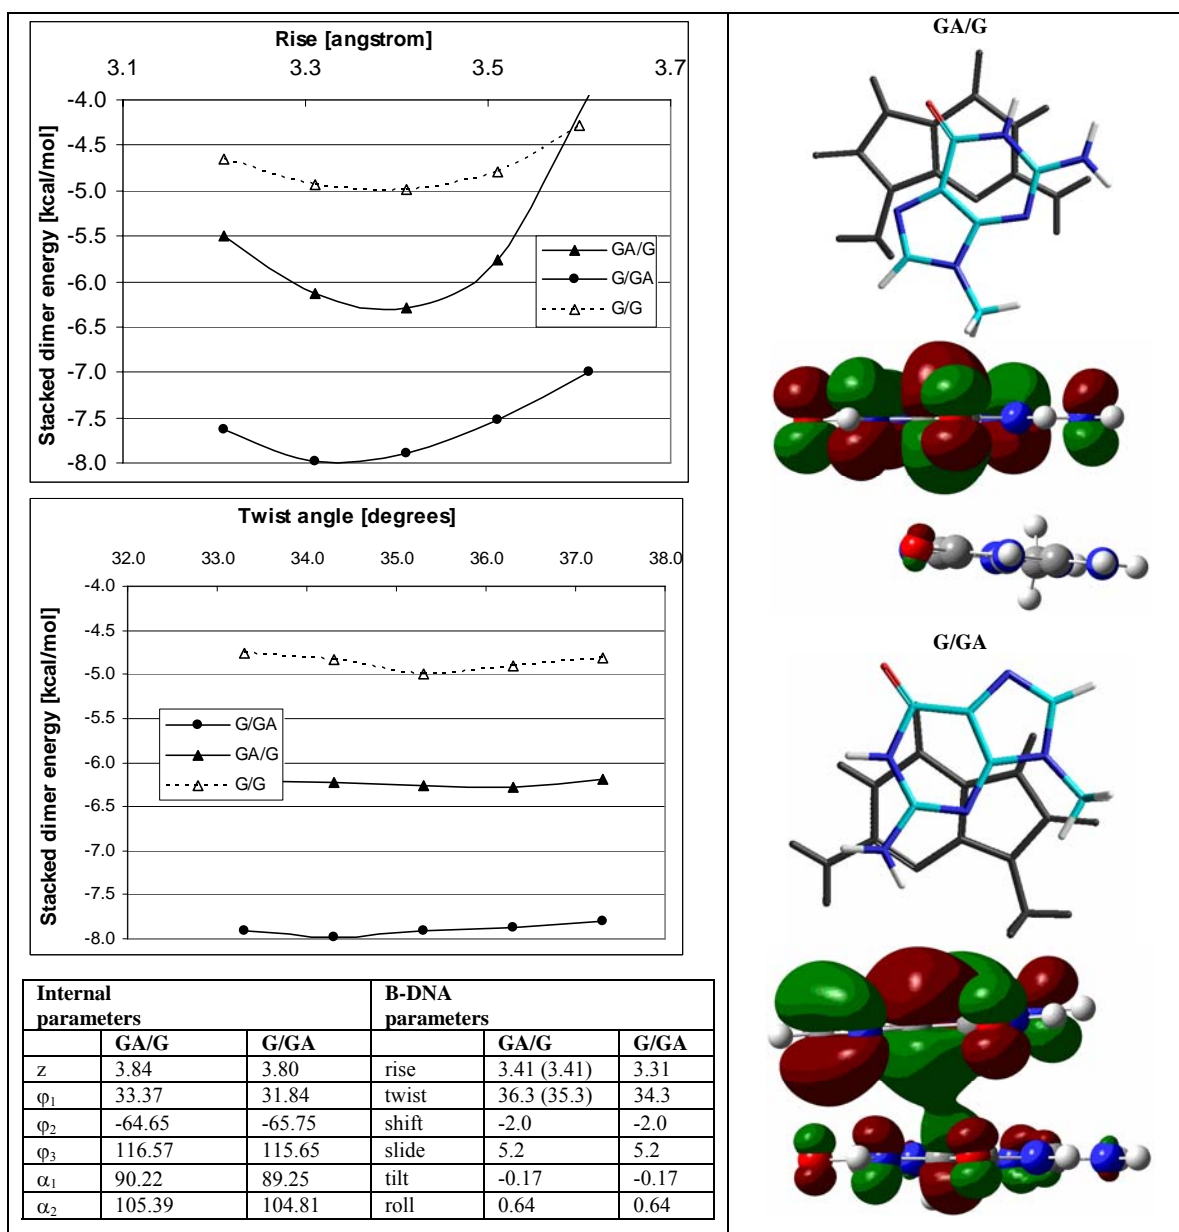 Rise [angstrom]
3.1 3.3 3.5 3.7
Stacked dimer energy [kcal/mol]
-4.0
-4.5
-5.0
-5.5
-6.0
-6.5
-7.0
-7.5
-8.0
GA/G
G/GA
G/G
Twist angle [degrees]
32.0 33.0 34.0 35.0 36.0 37.0 38.0
Stacked dimer energy [kcal/mol]
-4.0
-4.5
-5.0
-5.5
-6.0
-6.5
-7.0
-7.5
-8.0
G/GA
GA/G
G/G
Internal parameters B-DNA parameters
GA/G G/GA GA/G G/GA
z 3.84 3.80 rise 3.41 (3.41) 3.31
φ1 33.37 31.84 twist 36.3 (35.3) 34.3
φ2 -64.65 -65.75 shift -2.0 -2.0
φ3 116.57 115.65 slide 5.2 5.2
α1 90.22 89.25 tilt -0.17 -0.17
α2 105.39 104.81 roll 0.64 0.64
GA/G
G/GA